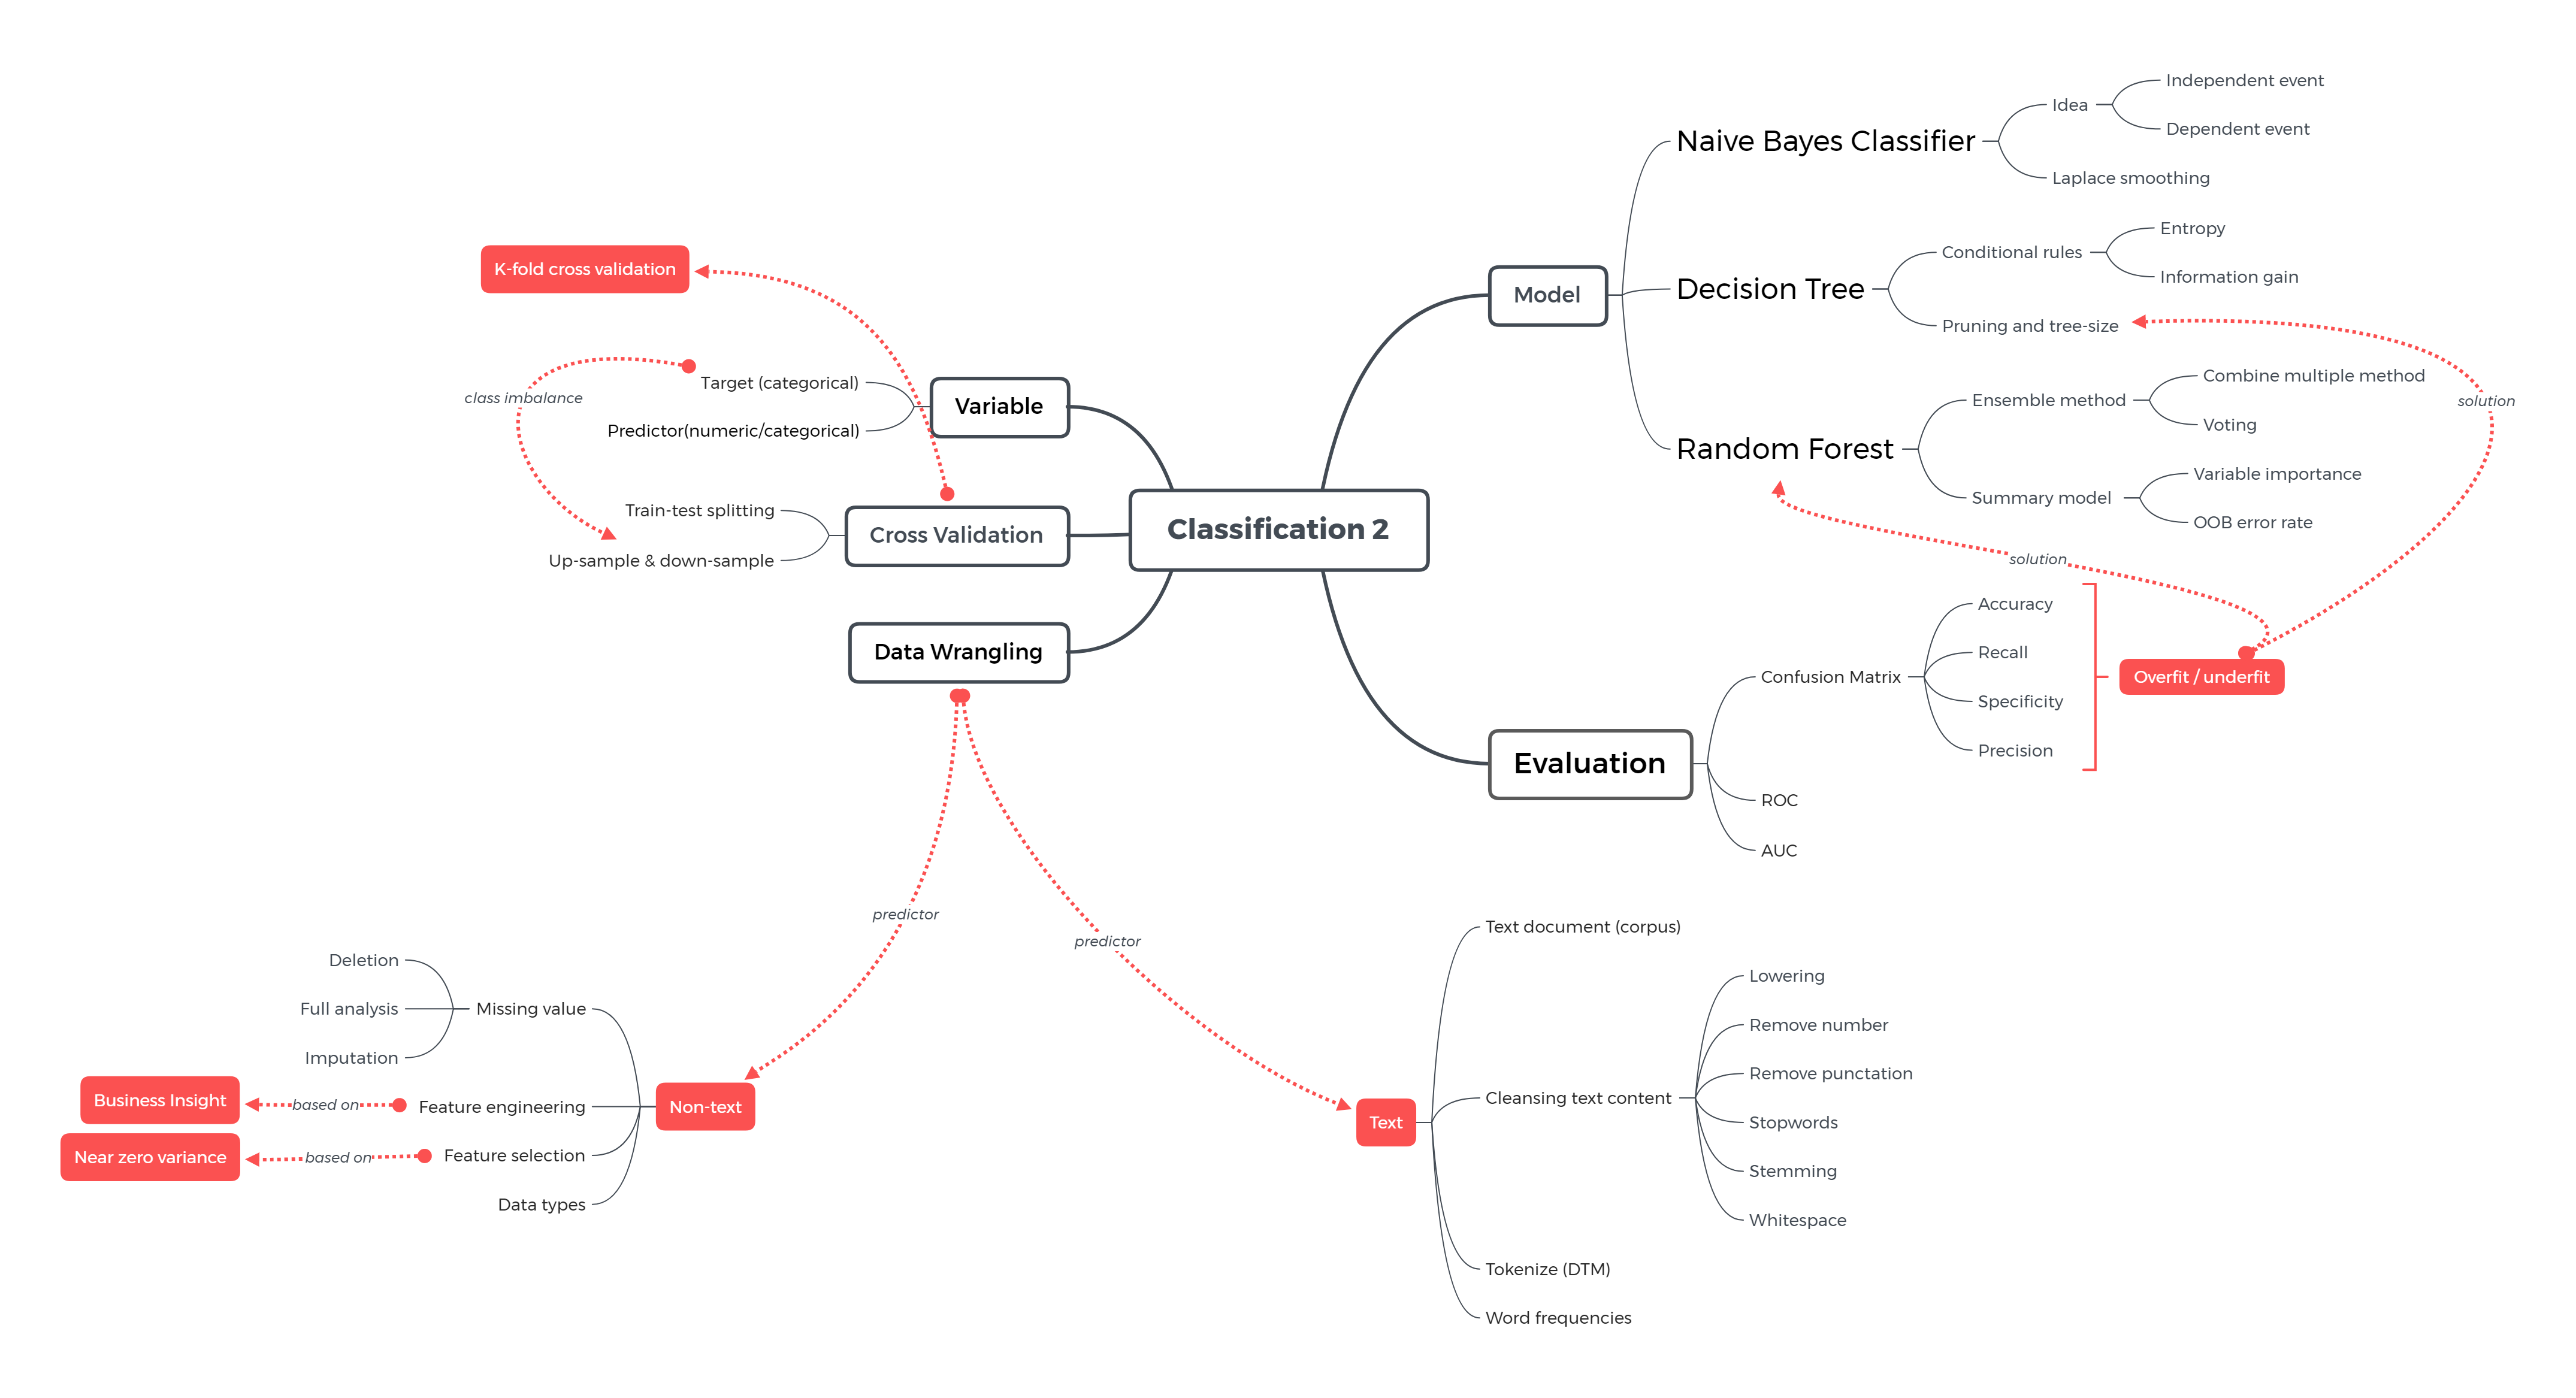 Classification 2
Model
Naive Bayes Classifier
Idea
Independent event
Dependent event
Laplace smoothing
Decision Tree
Conditional rules
Entropy
Information gain
Pruning and tree-size
Random Forest
Ensemble method
Combine multiple method
Voting
Summary model
Variable importance
OOB error rate
solution
solution
Evaluation
Confusion Matrix
Accuracy
Recall
Specificity
Precision
Overfit / underfit
ROC
AUC
Variable
Target (categorical)
Predictor(numeric/categorical)
class imbalance
K-fold cross validation
Cross Validation
Train-test splitting
Up-sample & down-sample
Data Wrangling
predictor
predictor
Non-text
Missing value
Deletion
Full analysis
Imputation
Feature engineering
based on
Business Insight
Feature selection
based on
Near zero variance
Data types
Text
Text document (corpus)
Cleansing text content
Lowering
Remove number
Remove punctation
Stopwords
Stemming
Whitespace
Tokenize (DTM)
Word frequencies